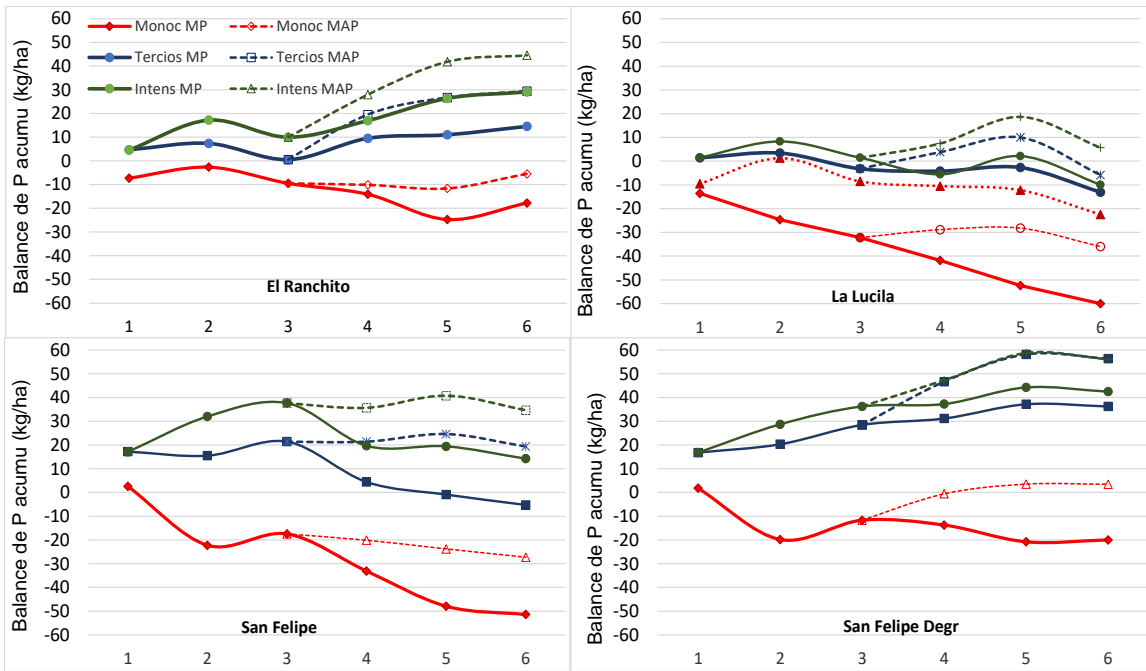 Balance de P acumu (kg/ha)
60
50
40
30
20
10
0
-10
-20
-30
-40
-50
-60
Monoc MP
Monoc MAP
Tercios MP
Tercios MAP
Intens MP
Intens MAP
El Ranchito
1 2 3 4 5 6
Balance de P acumu (kg/ha)
60
50
40
30
20
10
0
-10
-20
-30
-40
-50
-60
La Lucila
1 2 3 4 5 6
Balance de P acumu (kg/ha)
60
50
40
30
20
10
0
-10
-20
-30
-40
-50
-60
San Felipe
1 2 3 4 5 6
Balance de P acumu (kg/ha)
60
50
40
30
20
10
0
-10
-20
-30
-40
-50
-60
San Felipe Degr
1 2 3 4 5 6